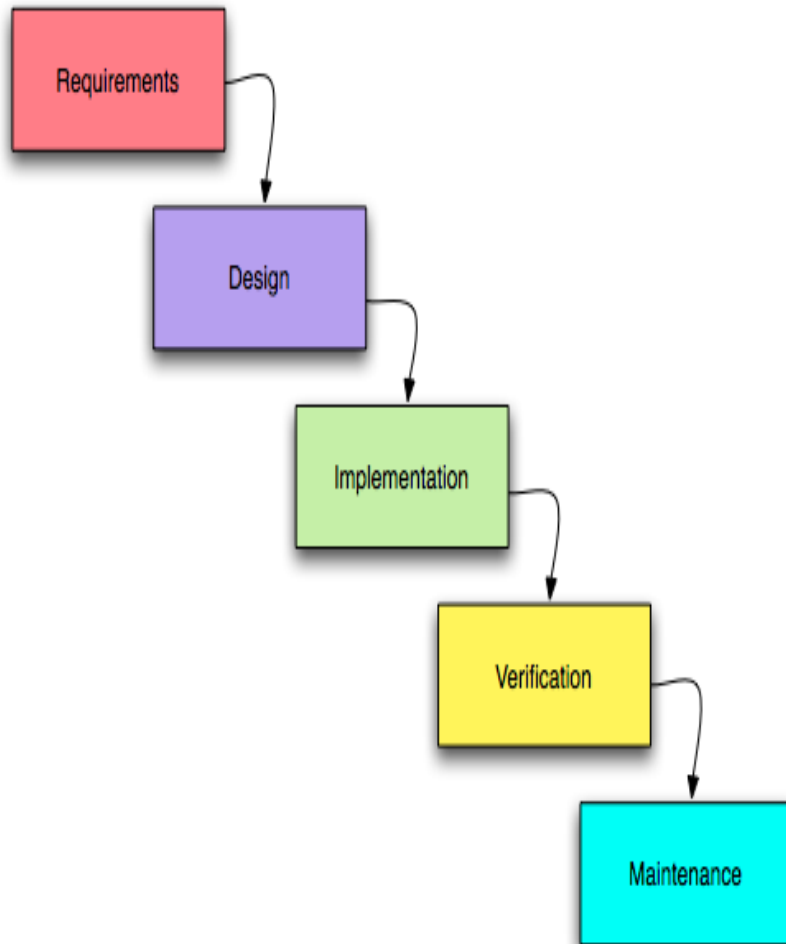 Requirements
Design
Implementation
Verification
Maintenance